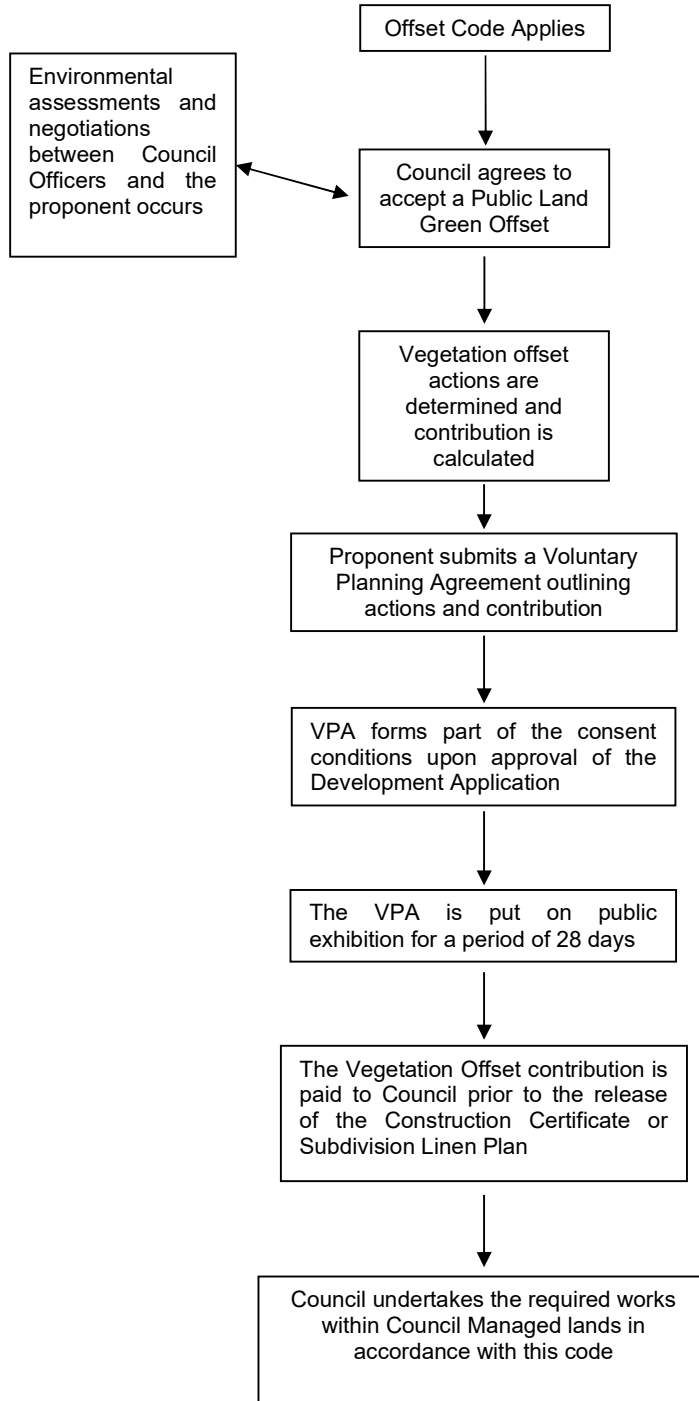 Offset Code Applies
Environmental
assessments and
negotiations
between Council
Officers and the
proponent occurs
Council agrees to
accept a Public Land
Green Offset
Vegetation offset
actions are
determined and
contribution is
calculated
Proponent submits a Voluntary
Planning Agreement outlining
actions and contribution
VPA forms part of the consent
conditions upon approval of the
Development Application
The VPA is put on public
exhibition for a period of 28 days
The Vegetation Offset contribution is
paid to Council prior to the release
of the Construction Certificate or
Subdivision Linen Plan
Council undertakes the required works
within Council Managed lands in
accordance with this code